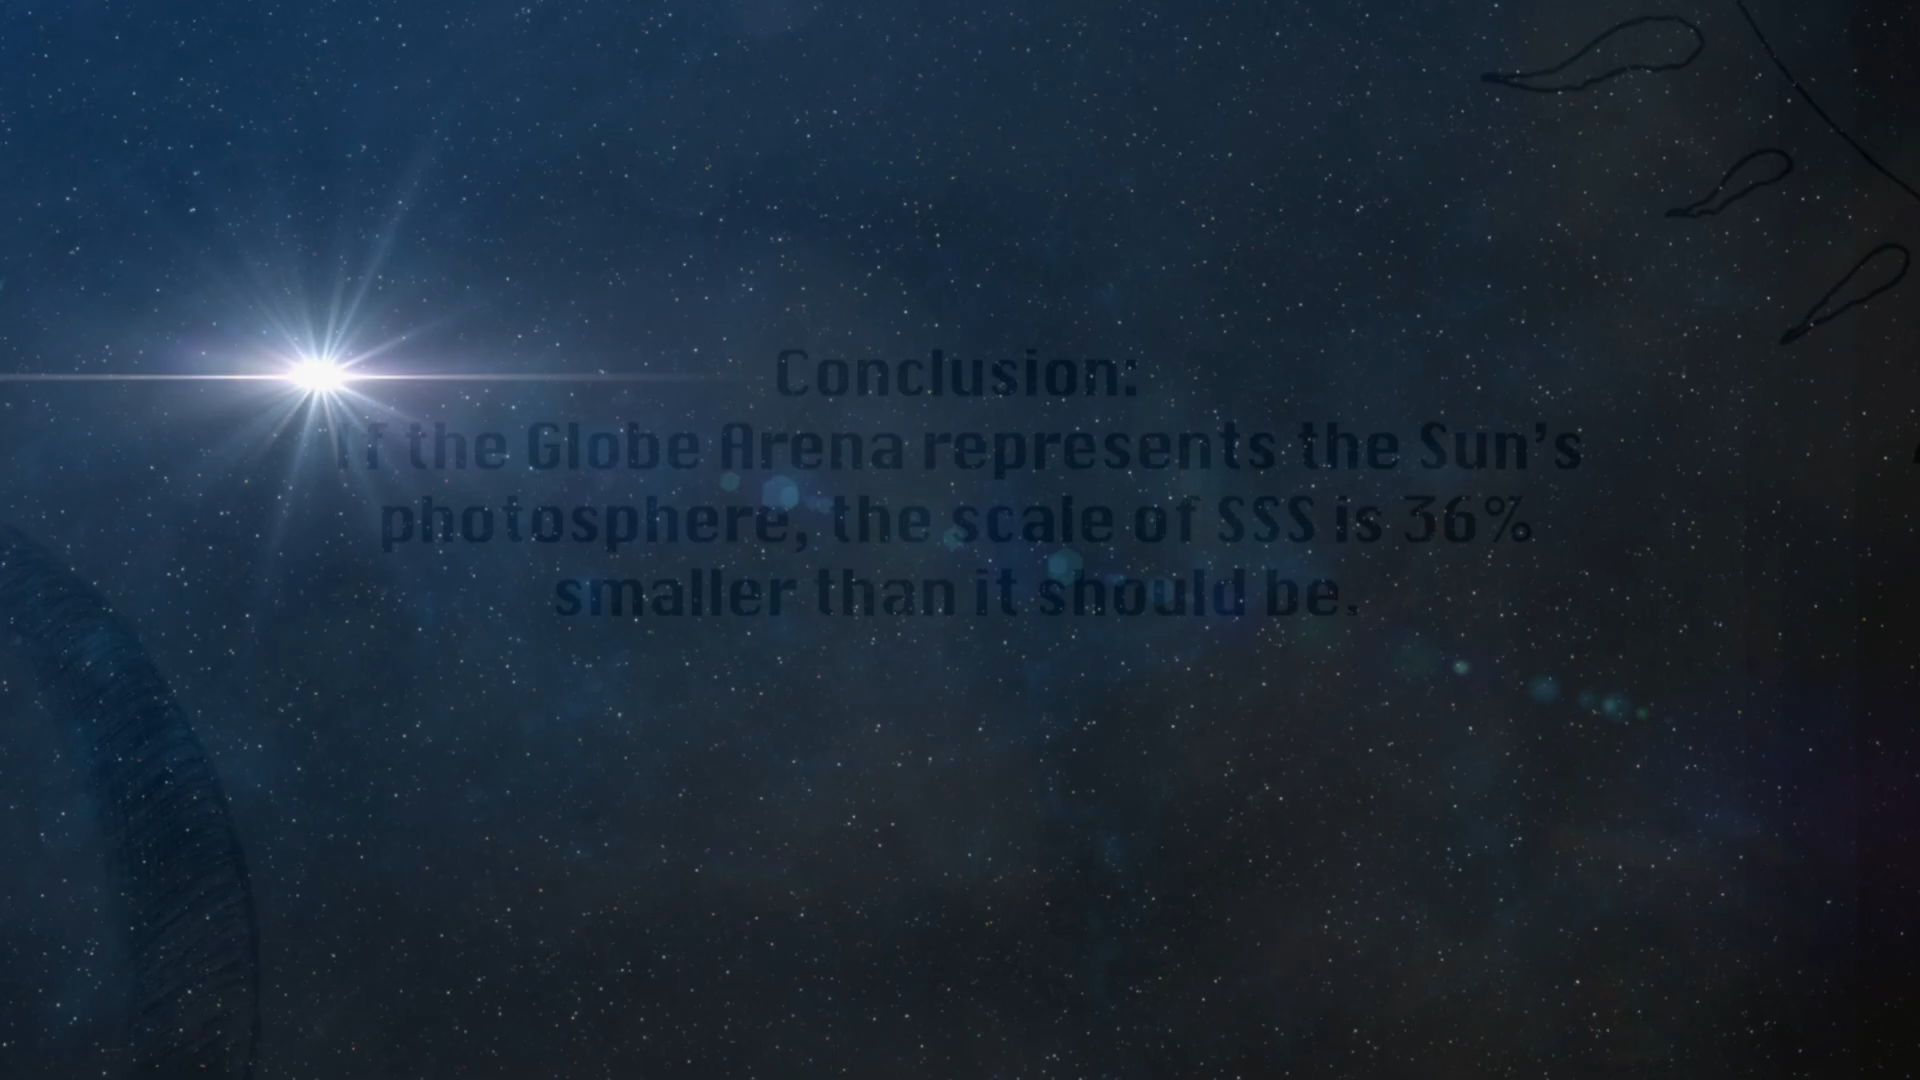 Conclusion:
If the Globe Arena represents the Sun's
photosphere, the scale of SSS is 36%
smaller than it should be.